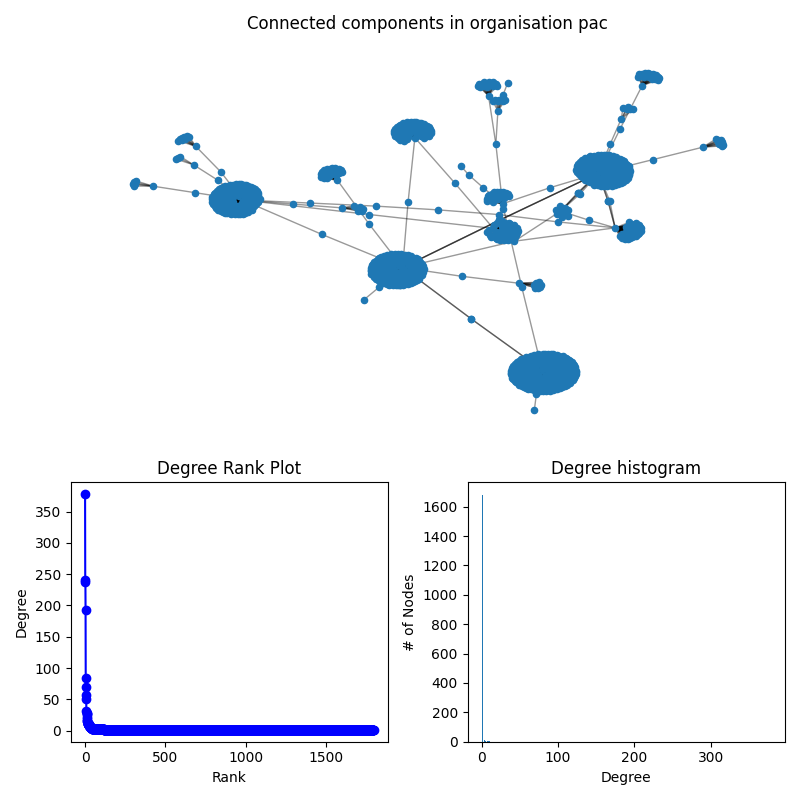 Connected components in organisation pac
Degree Rank Plot
Degree
350
300
250
200
150
100
50
0
0 500 1000 1500
Rank
Degree histogram
# of Nodes
1600
1400
1200
1000
800
600
400
200
0
0 100 200 300
Degree